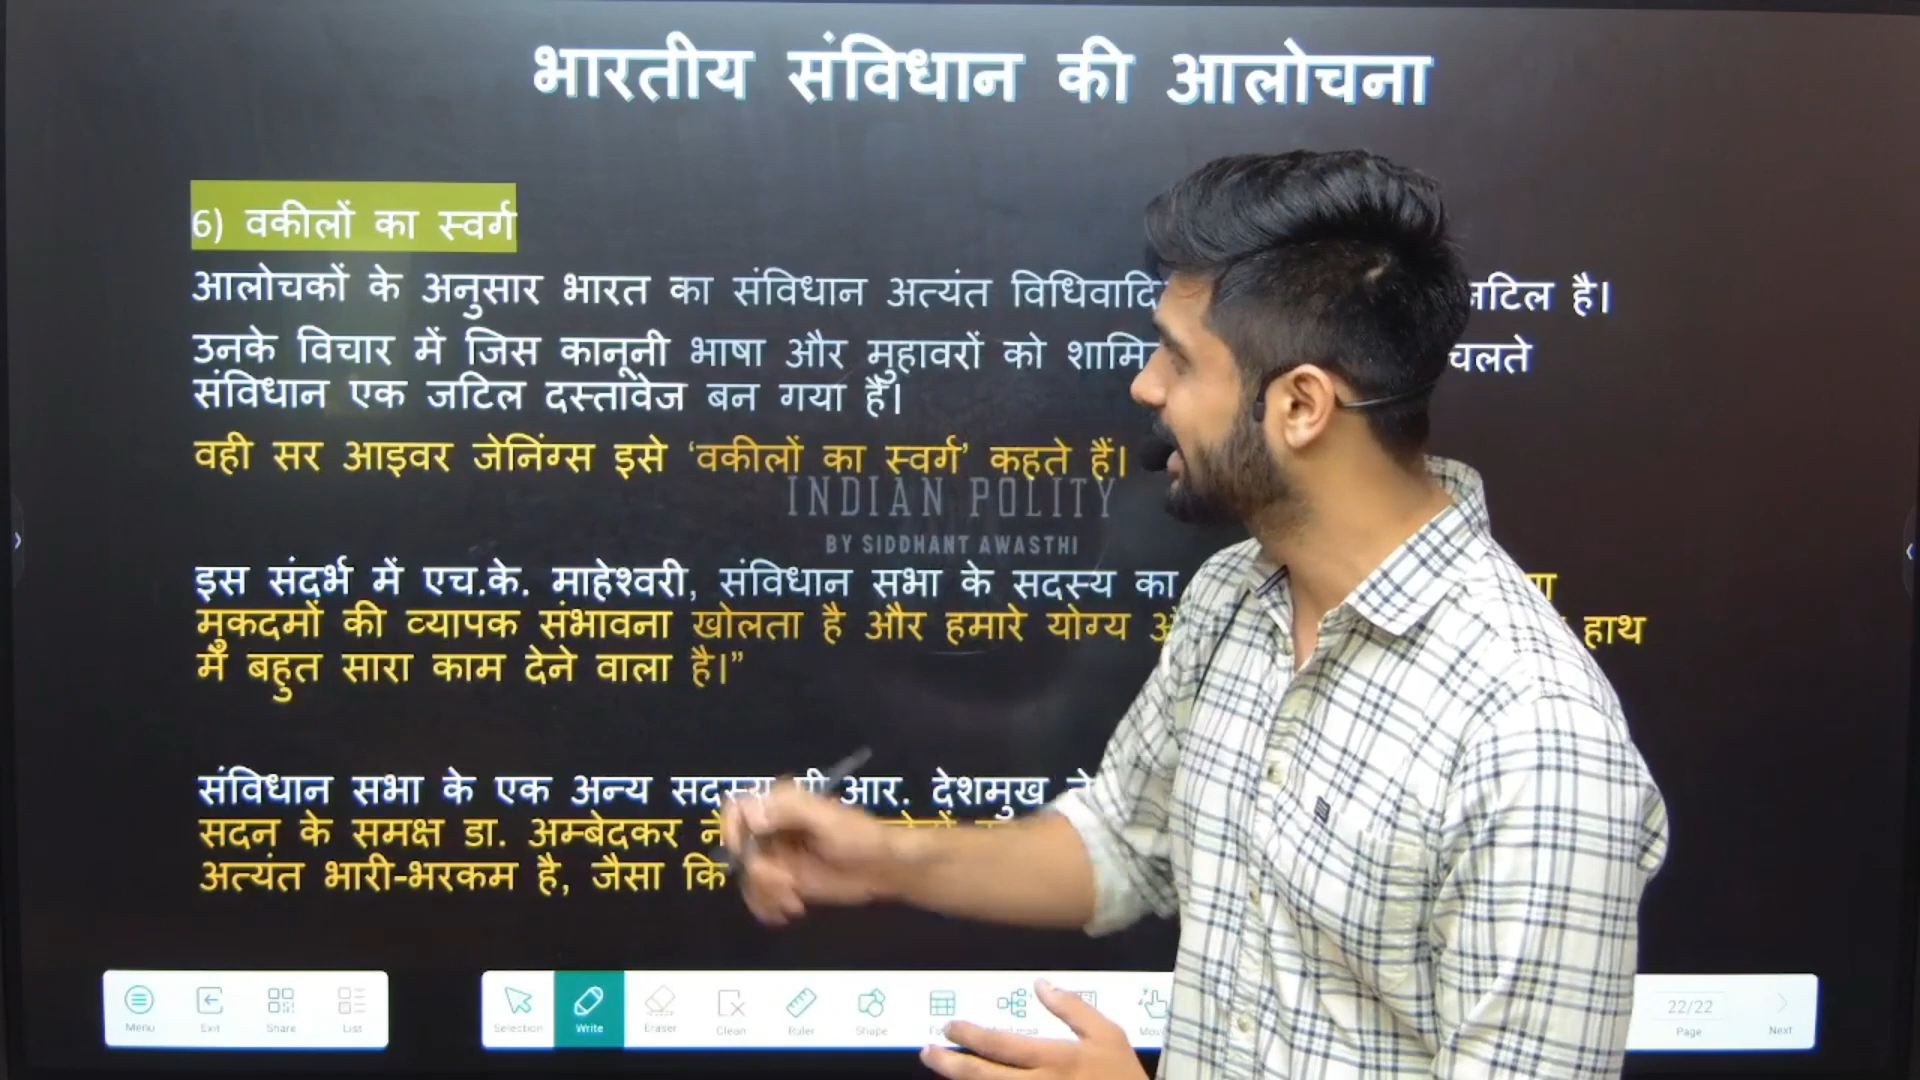 भारतीय संविधान की आलोचना
6) वकीलों का स्वर्ग
आलोचकों के अनुसार भारत का संविधान अत्यंत विधिवादि जटिल है।
उनके विचार में जिस कानूनी भाषा और मुहावरों को शामि चलते
संविधान एक जटिल दस्तावेज बन गया है।
वही सर आइवर जेनिंग्स इसे ‘वकीलों का स्वर्ग’ कहते हैं।
INDIAN POLITY
BY SIDDHANT AWASTHI
इस संदर्भ में एच.के. माहेश्वरी, संविधान सभा के सदस्य का
मुकदमों की व्यापक संभावना खोलता है और हमारे योग्य हाथ
में बहुत सारा काम देने वाला है।”
संविधान सभा के एक अन्य सदस्य आर. देशमुख ने
सदन के समक्ष डा. अम्बेदकर ने
अत्यंत भारी-भरकम है, जैसा कि
Menu Exit Share List Selection Write Eraser Clean Ruler Shape 22/22 Page Next